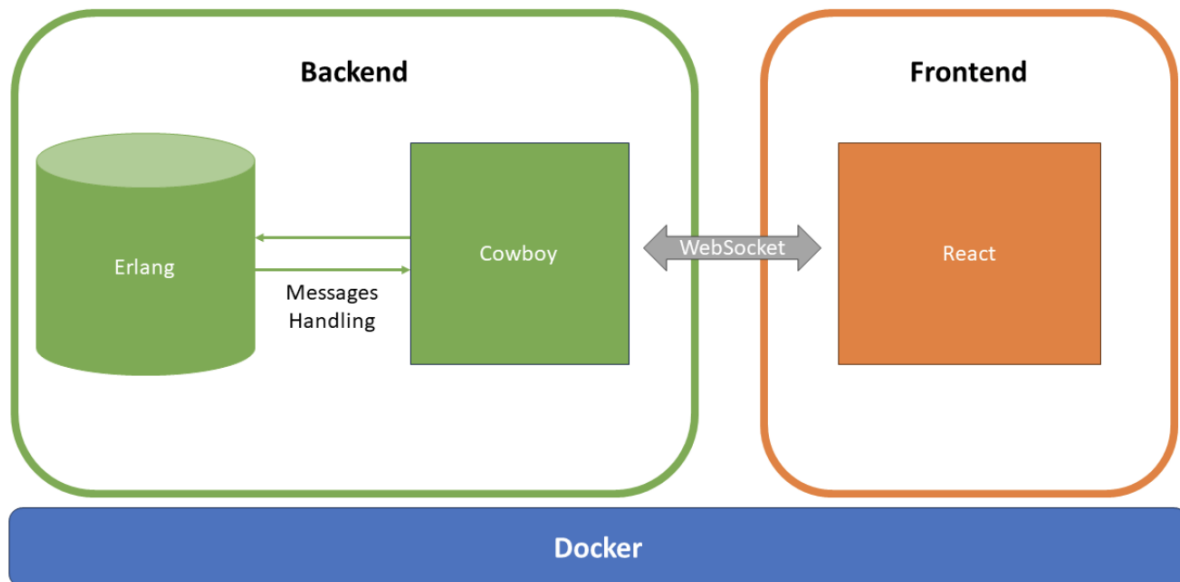 Backend
Frontend
Erlang
Messages
Handling
Cowboy
WebSocket
React
Docker